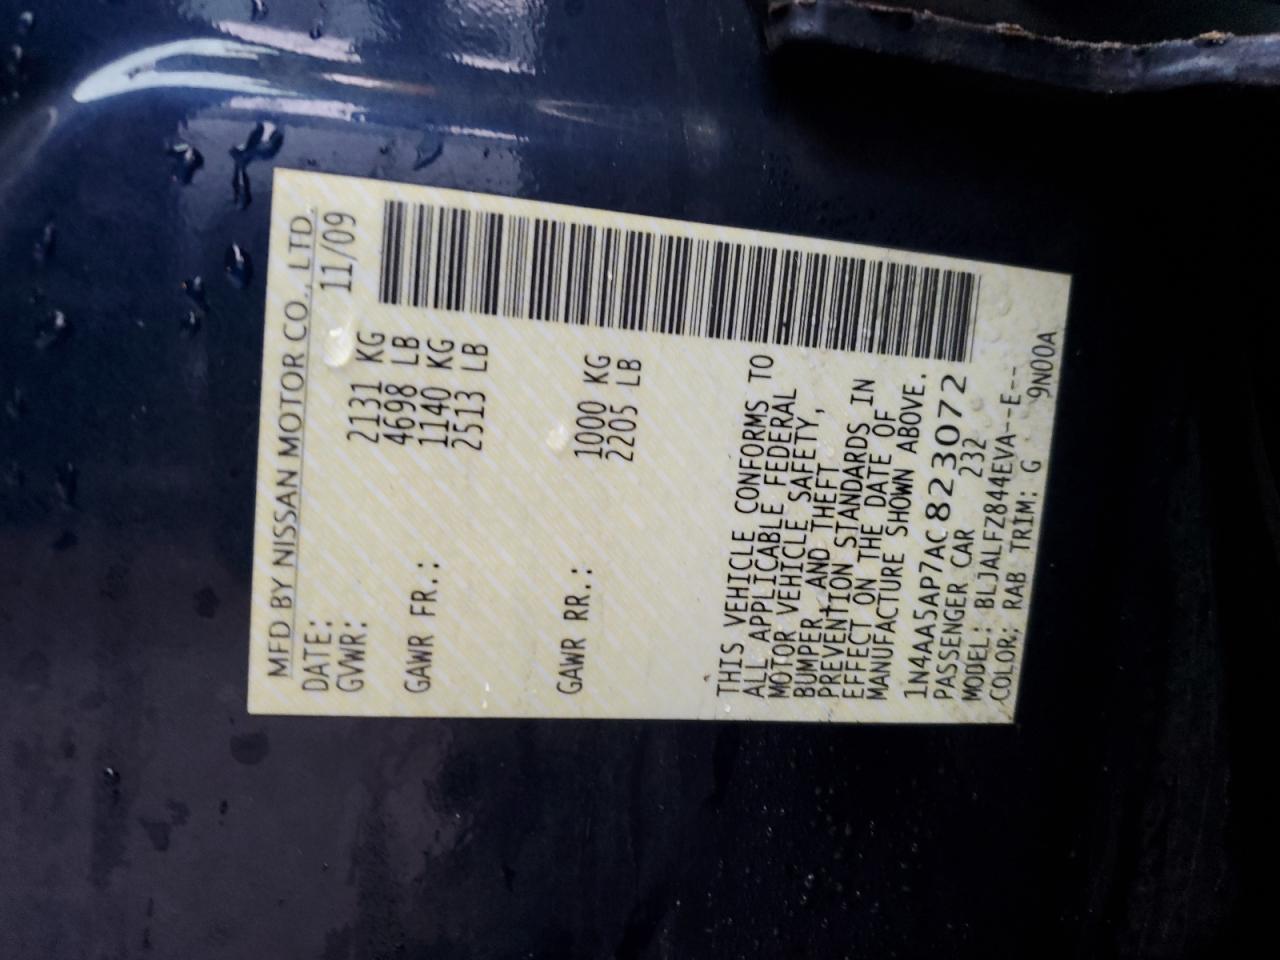 MFD BY NISSAN MOTOR CO., LTD.
DATE: 11/09
GVWR: 2131 KG
4698 LB
GAWR FR.: 1140 KG
2513 LB
GAWR RR.: 1000 KG
2205 LB
THIS VEHICLE CONFORMS TO
ALL APPLICABLE FEDERAL
MOTOR VEHICLE SAFETY,
BUMPER AND THEFT
PREVENTION STANDARDS IN
EFFECT ON THE DATE OF
MANUFACTURE SHOWN ABOVE.
1N4AA5AP7AC823072
PASSENGER CAR 232
MODEL: BLJALFZ844EVA--E--
COLOR: RAB TRIM: G 9N00A